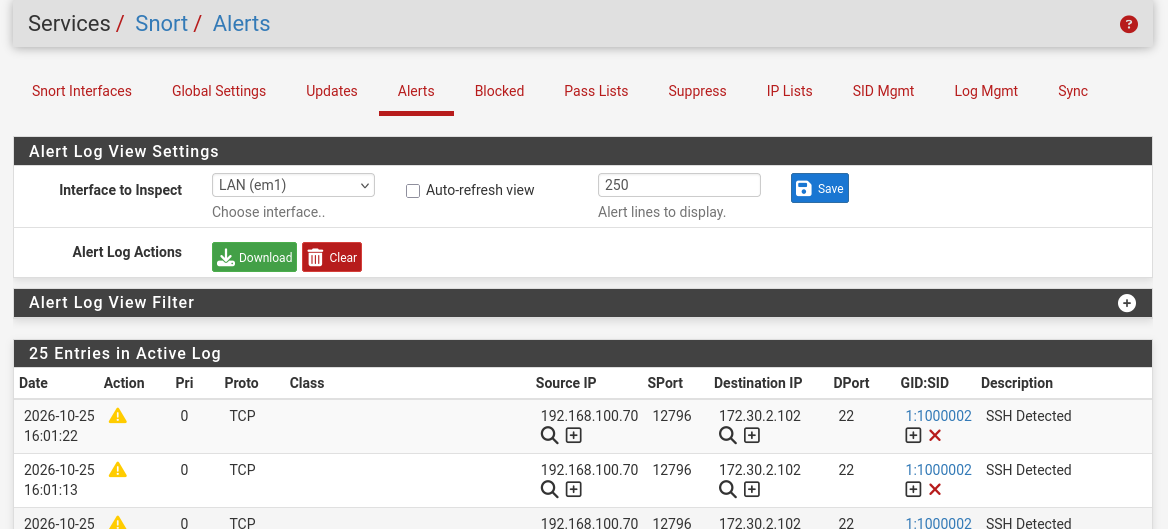 Services / Snort / Alerts ?
Snort Interfaces Global Settings Updates Alerts Blocked Pass Lists Suppress IP Lists SID Mgmt Log Mgmt Sync
Alert Log View Settings
Interface to Inspect LAN (em1) Auto-refresh view 250 Save
Choose interface.. Alert lines to display.
Alert Log Actions Download Clear
Alert Log View Filter
25 Entries in Active Log
Date Action Pri Proto Class Source IP SPort Destination IP DPort GID:SID Description
2026-10-25 0 TCP 192.168.100.70 12796 172.30.2.102 22 1:1000002 SSH Detected
16:01:22
2026-10-25 0 TCP 192.168.100.70 12796 172.30.2.102 22 1:1000002 SSH Detected
16:01:13
2026-10-25 0 TCP 192.168.100.70 12796 172.30.2.102 22 1:1000002 SSH Detected